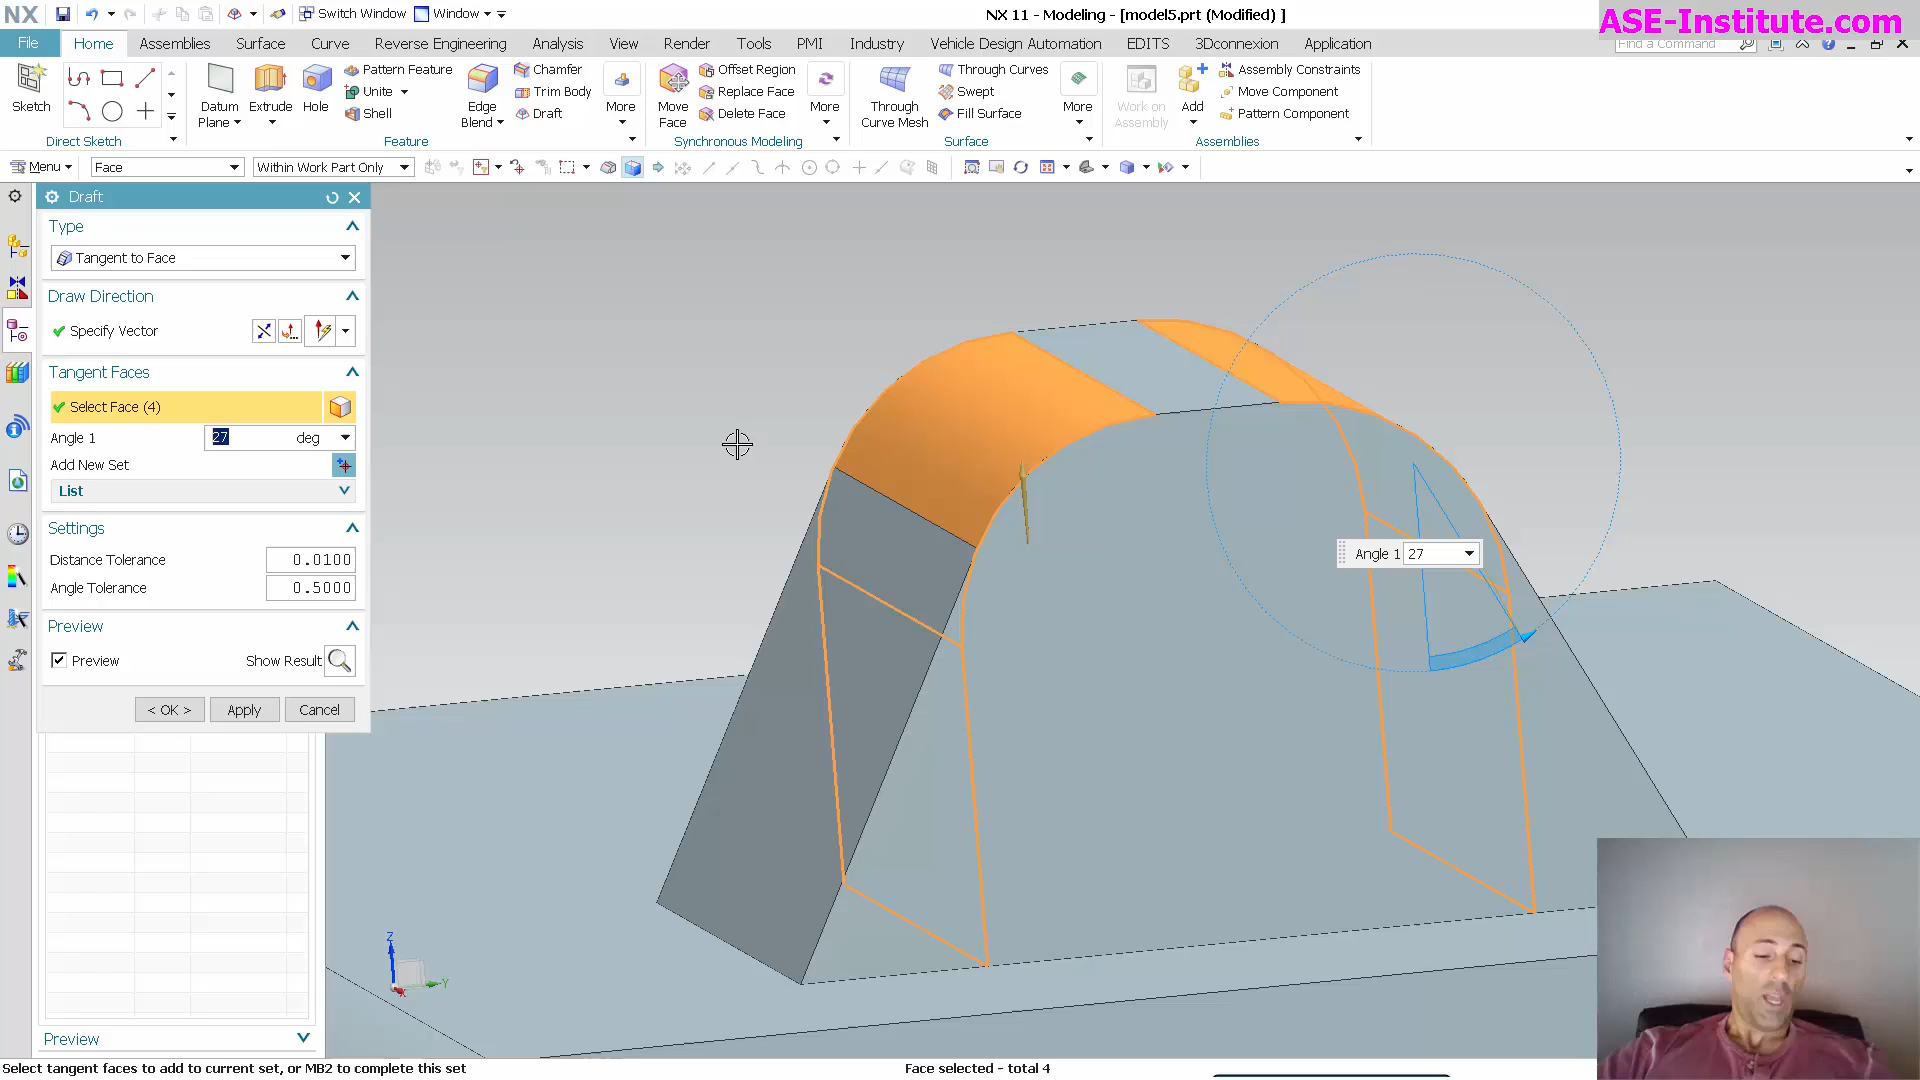 NX
Switch Window
Window
NX 11 - Modeling - [model5.prt (Modified) ]
ASE-Institute.com
File
Home
Assemblies
Surface
Curve
Reverse Engineering
Analysis
View
Render
Tools
PMI
Industry
Vehicle Design Automation
EDITS
3Dconnexion
Application
Find a Command
Sketch
Direct Sketch
Datum
Plane
Extrude
Hole
Pattern Feature
Unite
Shell
Edge
Blend
Chamfer
Trim Body
Draft
More
Feature
Move
Face
Offset Region
Replace Face
Delete Face
More
Synchronous Modeling
Through
Curve Mesh
Through Curves
Swept
Fill Surface
More
Surface
Work on
Assembly
Add
Assembly Constraints
Move Component
Pattern Component
Assemblies
Menu
Face
Within Work Part Only
Draft
Type
Tangent to Face
Draw Direction
Specify Vector
Tangent Faces
Select Face (4)
Angle 1
27
deg
Add New Set
List
Settings
Distance Tolerance
0.0100
Angle Tolerance
0.5000
Preview
Preview
Show Result
< OK >
Apply
Cancel
Angle 1
27
Z
Y
X
Preview
Select tangent faces to add to current set, or MB2 to complete this set
Face selected - total 4